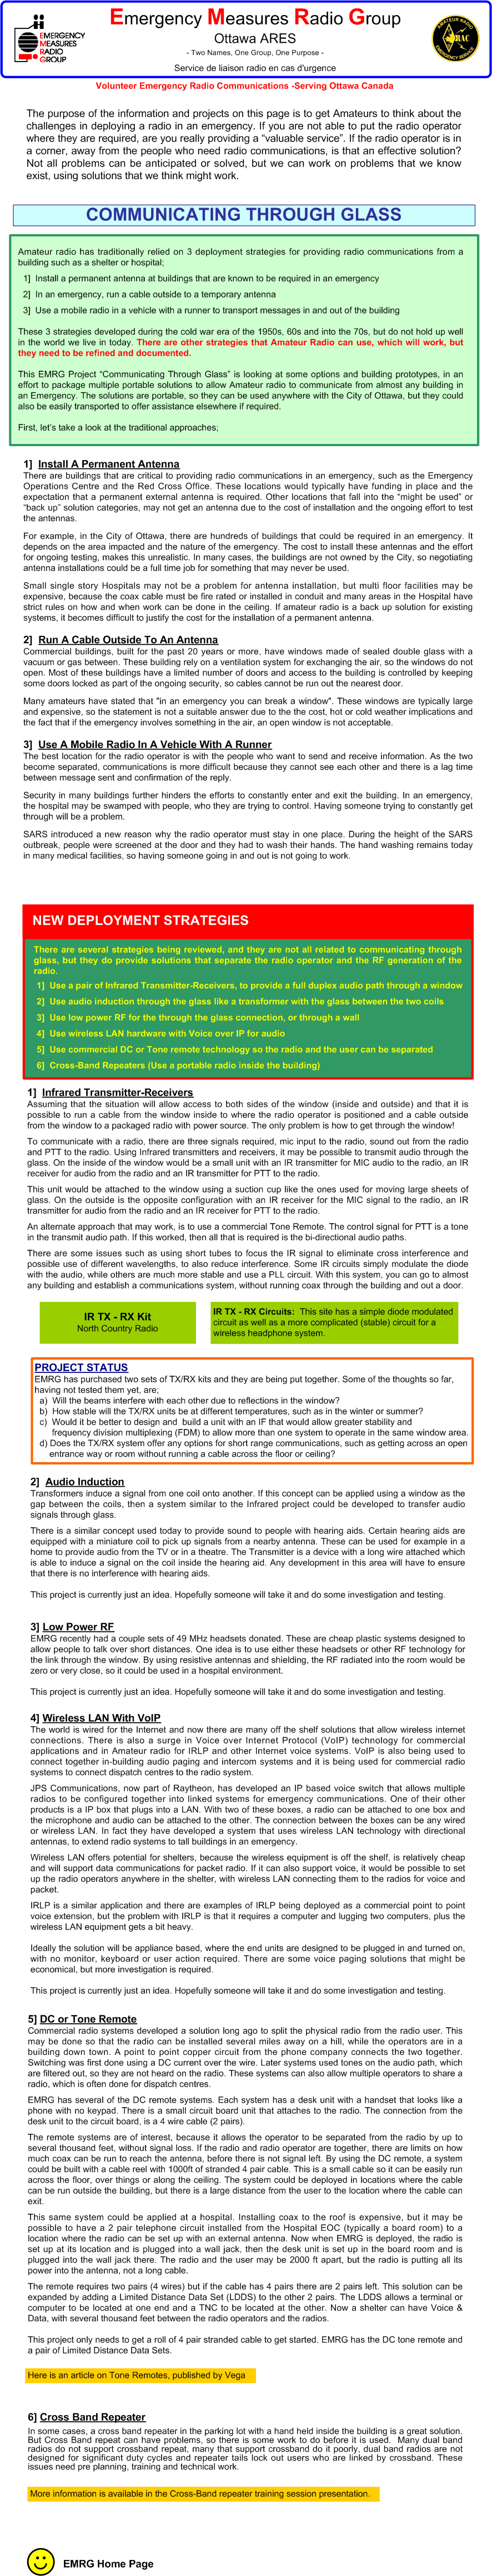 Emergency Measures Radio Group
EMERGENCY
MEASURES
RADIO
GROUP
Ottawa ARES
- Two Names, One Group, One Purpose -
Service de liaison radio en cas d'urgence
AMATEUR RADIO
RAC
EMERGENCY SERVICE
Volunteer Emergency Radio Communications -Serving Ottawa Canada
The purpose of the information and projects on this page is to get Amateurs to think about the
challenges in deploying a radio in an emergency. If you are not able to put the radio operator
where they are required, are you really providing a “valuable service”. If the radio operator is in
a corner, away from the people who need radio communications, is that an effective solution?
Not all problems can be anticipated or solved, but we can work on problems that we know
exist, using solutions that we think might work.
COMMUNICATING THROUGH GLASS
Amateur radio has traditionally relied on 3 deployment strategies for providing radio communications from a
building such as a shelter or hospital;
1] Install a permanent antenna at buildings that are known to be required in an emergency
2] In an emergency, run a cable outside to a temporary antenna
3] Use a mobile radio in a vehicle with a runner to transport messages in and out of the building
These 3 strategies developed during the cold war era of the 1950s, 60s and into the 70s, but do not hold up well
in the world we live in today. There are other strategies that Amateur Radio can use, which will work, but
they need to be refined and documented.
This EMRG Project “Communicating Through Glass” is looking at some options and building prototypes, in an
effort to package multiple portable solutions to allow Amateur radio to communicate from almost any building in
an Emergency. The solutions are portable, so they can be used anywhere with the City of Ottawa, but they could
also be easily transported to offer assistance elsewhere if required.
First, let’s take a look at the traditional approaches;
1] Install A Permanent Antenna
There are buildings that are critical to providing radio communications in an emergency, such as the Emergency
Operations Center and the Red Cross Office. These locations would typically have funding in place and the
expectation that a permanent external antenna is required. Other locations that fall into the “might be used” or
“back up” solution categories, may not get an antenna due to the cost of installation and the ongoing effort to test
the antennas.
For example, in the City of Ottawa, there are hundreds of buildings that could be required in an emergency. It
depends on the area impacted and the nature of the emergency. The cost to install these antennas and the effort
for ongoing testing, makes this unrealistic. In many cases, the buildings are not owned by the City, so negotiating
antenna installations could be a full time job for something that may never be used.
Small single story Hospitals may not be a problem for antenna installation, but multi floor facilities may be
expensive, because the coax cable must be fire rated or installed in conduit and many areas in the Hospital have
strict rules on how and when work can be done in the ceiling. If amateur radio is a back up solution for existing
systems, it becomes difficult to justify the cost for the installation of a permanent antenna.
2] Run A Cable Outside To An Antenna
Commercial buildings, built for the past 20 years or more, have windows made of sealed double glass with a
vacuum or gas between. These building rely on a ventilation system for exchanging the air, so the windows do not
open. Most of these buildings have a limited number of doors and access to the building is controlled by keeping
some doors locked as part of the ongoing security, so cables cannot be run out the nearest door.
Many amateurs have stated that "in an emergency you can break a window". These windows are typically large
and expensive, so the statement is not a suitable answer due to the cost, hot or cold weather implications and
the fact that if the emergency involves something in the air, an open window is not acceptable.
3] Use A Mobile Radio In A Vehicle With A Runner
The best location for the radio operator is with the people who want to send and receive information. As the two
become separated, communications is more difficult because they cannot see each other and there is a lag time
between message sent and confirmation of the reply.
Security in many buildings further hinders the efforts to constantly enter and exit the building. In an emergency,
the hospital may be swamped with people, who they are trying to control. Having someone trying to constantly get
through will be a problem.
SARS introduced a new reason why the radio operator must stay in one place. During the height of the SARS
outbreak, people were screened at the door and they had to wash their hands. The hand washing remains today
in many medical facilities, so having someone going in and out is not going to work.
NEW DEPLOYMENT STRATEGIES
There are several strategies being reviewed, and they are not all related to communicating through
glass, but they do provide solutions that separate the radio operator and the RF generation of the
radio.
1] Use a pair of Infrared Transmitter-Receivers, to provide a full duplex audio path through a window
2] Use audio induction through the glass like a transformer with the glass between the two coils
3] Use low power RF for the through the glass connection, or through a wall
4] Use wireless LAN hardware with Voice over IP for audio
5] Use commercial DC or Tone remote technology so the radio and the user can be separated
6] Cross-Band Repeaters (Use a portable radio inside the building)
1] Infrared Transmitter-Receivers
Assuming that the situation will allow access to both sides of the window (inside and outside) and that it is
possible to run a cable from the window inside to where the radio operator is positioned and a cable outside
from the window to a packaged radio with power source. The only problem is how to get through the window!
To communicate with a radio, there are three signals required, mic input to the radio, sound out from the radio
and PTT to the radio. Using Infrared transmitters and receivers, it may be possible to transmit audio through the
glass. On the inside of the window would be a small unit with an IR transmitter for MIC audio to the radio, an IR
receiver for audio from the radio and an IR transmitter for PTT to the radio.
This unit would be attached to the window using a suction cup like the ones used for moving large sheets of
glass. On the outside is the opposite configuration with an IR receiver for the MIC signal to the radio, an IR
transmitter for audio from the radio and an IR receiver for PTT to the radio.
An alternate approach that may work, is to use a commercial Tone Remote. The control signal for PTT is a tone
in the transmit audio path. If this worked, then all that is required is the bi-directional audio paths.
There are some issues such as using short tubes to focus the IR signal to eliminate cross interference and
possible use of different wavelengths, to also reduce interference. Some IR circuits simply modulate the diode
with the audio, while others are much more stable and use a PLL circuit. With this system, you can go to almost
any building and establish a communications system, without running coax through the building and out a door.
IR TX - RX Kit
North Country Radio
IR TX - RX Circuits: This site has a simple diode modulated
circuit as well as a more complicated (stable) circuit for a
wireless headphone system.
PROJECT STATUS
EMRG has purchased two sets of TX/RX kits and they are being put together. Some of the thoughts so far,
having not tested them yet, are;
a) Will the beams interfere with each other due to reflections in the window?
b) How stable will the TX/RX units be at different temperatures, such as in the winter or summer?
c) Would it be better to design and build a unit with an IF that would allow greater stability and
frequency division multiplexing (FDM) to allow more than one system to operate in the same window area.
d) Does the TX/RX system offer any options for short range communications, such as getting across an open
entrance way or room without running a cable across the floor or ceiling?
2] Audio Induction
Transformers induce a signal from one coil onto another. If this concept can be applied using a window as the
gap between the coils, then a system similar to the Infrared project could be developed to transfer audio
signals through glass.
There is a similar concept used today to provide sound to people with hearing aids. Certain hearing aids are
equipped with a miniature coil to pick up signals from a nearby antenna. These can be used for example in a
home to provide audio from the TV or in a theatre. The Transmitter is a device with a long wire attached which
is able to induce a signal on the coil inside the hearing aid. Any development in this area will have to ensure
that there is no interference with hearing aids.
This project is currently just an idea. Hopefully someone will take it and do some investigation and testing.
3] Low Power RF
EMRG recently had a couple sets of 49 MHz headsets donated. These are cheap plastic systems designed to
allow people to talk over short distances. One idea is to use either these headsets or other RF technology for
the link through the window. By using resistive antennas and shielding, the RF radiated into the room would be
zero or very close, so it could be used in a hospital environment.
This project is currently just an idea. Hopefully someone will take it and do some investigation and testing.
4] Wireless LAN With VoIP
The world is wired for the Internet and now there are many off the shelf solutions that allow wireless internet
connections. There is also a surge in Voice over Internet Protocol (VoIP) technology for commercial
applications and in Amateur radio for IRLP and other Internet voice systems. VoIP is also being used to
connect together in-building audio paging and intercom systems and it is being used for commercial radio
systems to connect dispatch centres to the radio system.
JPS Communications, now part of Raytheon, has developed an IP based voice switch that allows multiple
radios to be configured together into linked systems for emergency communications. One of their other
products is a IP box that plugs into a LAN. With two of these boxes, a radio can be attached to one box and
the microphone and audio can be attached to the other. The connection between the boxes can be any wired
or wireless LAN. In fact they have developed a system that uses wireless LAN technology with directional
antennas, to extend radio systems to tall buildings in an emergency.
Wireless LAN offers potential for shelters, because the wireless equipment is off the shelf, is relatively cheap
and will support data communications for packet radio. If it can also support voice, it would be possible to set
up the radio operators anywhere in the shelter, with wireless LAN connecting them to the radios for voice and
packet.
IRLP is a similar application and there are examples of IRLP being deployed as a commercial point to point
voice extension, but the problem with IRLP is that it requires a computer and lugging two computers, plus the
wireless LAN equipment gets a bit heavy.
Ideally the solution will be appliance based, where the end units are designed to be plugged in and turned on,
with no monitor, keyboard or user action required. There are some voice paging solutions that might be
economical, but more investigation is required.
This project is currently just an idea. Hopefully someone will take it and do some investigation and testing.
5] DC or Tone Remote
Commercial radio systems developed a solution long ago to split the physical radio from the radio user. This
may be done so that the radio can be installed several miles away on a hill, while the operators are in a
building down town. A point to point copper circuit from the phone company connects the two together.
Switching was first done using a DC current over the wire. Later systems used tones on the audio path, which
are filtered out, so they are not heard on the radio. These systems can also allow multiple operators to share a
radio, which is often done for dispatch centres.
EMRG has several of the DC remote systems. Each system has a desk unit with a handset that looks like a
phone with no keypad. There is a small circuit board unit that attaches to the radio. The connection from the
desk unit to the circuit board, is a 4 wire cable (2 pairs).
The remote systems are of interest, because it allows the operator to be separated from the radio by up to
several thousand feet, without signal loss. If the radio and radio operator are together, there are limits on how
much coax can be run to reach the antenna, before there is not signal left. By using the DC remote, a system
could be built with a cable reel with 1000ft of stranded 4 pair cable. This is a small cable so it can be easily run
across the floor, over things or along the ceiling. The system could be deployed in locations where the cable
can be run outside the building, but there is a large distance from the user to the location where the cable can
exit.
This same system could be applied at a hospital. Installing coax to the roof is expensive, but it may be
possible to have a 2 pair telephone circuit installed from the Hospital EOC (typically a board room) to a
location where the radio can be set up with an external antenna. Now when EMRG is deployed, the radio is
set up at its location and is plugged into a wall jack, then the desk unit is set up in the board room and is
plugged into the wall jack there. The radio and the user may be 2000 ft apart, but the radio is putting all its
power into the antenna, not a long cable.
The remote requires two pairs (4 wires) but if the cable has 4 pairs there are 2 pairs left. This solution can be
expanded by adding a Limited Distance Data Set (LDDS) to the other 2 pairs. The LDDS allows a terminal or
computer to be located at one end and a TNC to be located at the other. Now a shelter can have Voice &
Data, with several thousand feet between the radio operators and the radios.
This project only needs to get a roll of 4 pair stranded cable to get started. EMRG has the DC tone remote and
a pair of Limited Distance Data Sets.
Here is an article on Tone Remotes, published by Vega
6] Cross Band Repeater
In some cases, a cross band repeater in the parking lot with a hand held inside the building is a great solution.
But Cross Band repeat can have problems, so there is some work to do before it is used. Many dual band
radios do not support crossband repeat, many that support crossband do it poorly, dual band radios are not
designed for significant duty cycles and repeater tails lock out users who are linked by crossband. These
issues need pre planning, training and technical work.
More information is available in the Cross-Band repeater training session presentation.
EMRG Home Page